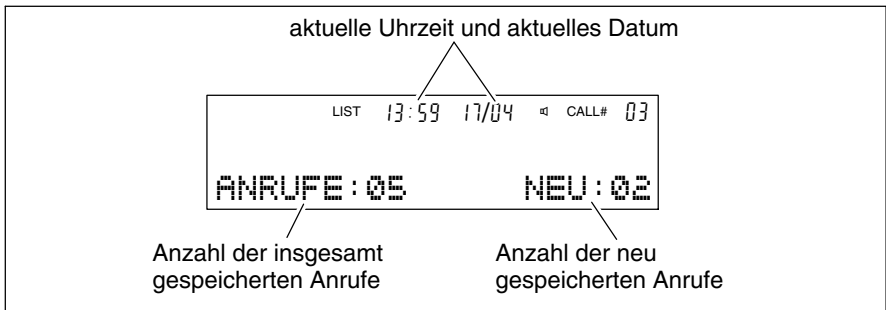 aktuelle Uhrzeit und aktuelles Datum
LIST 13:59 17/04 CALL# 03
ANRUFE:05 NEU:02
Anzahl der insgesamt gespeicherten Anrufe
Anzahl der neu gespeicherten Anrufe